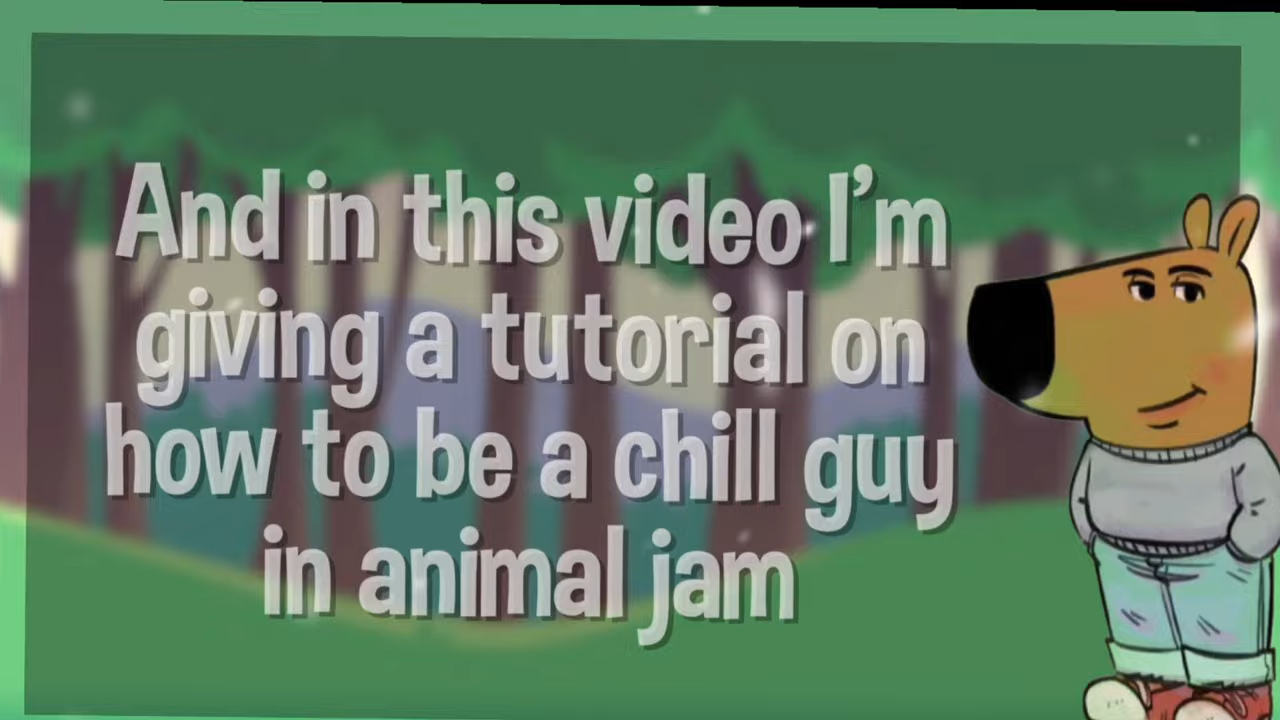 And in this video I'm
giving a tutorial on
how to be a chill guy
in animal jam